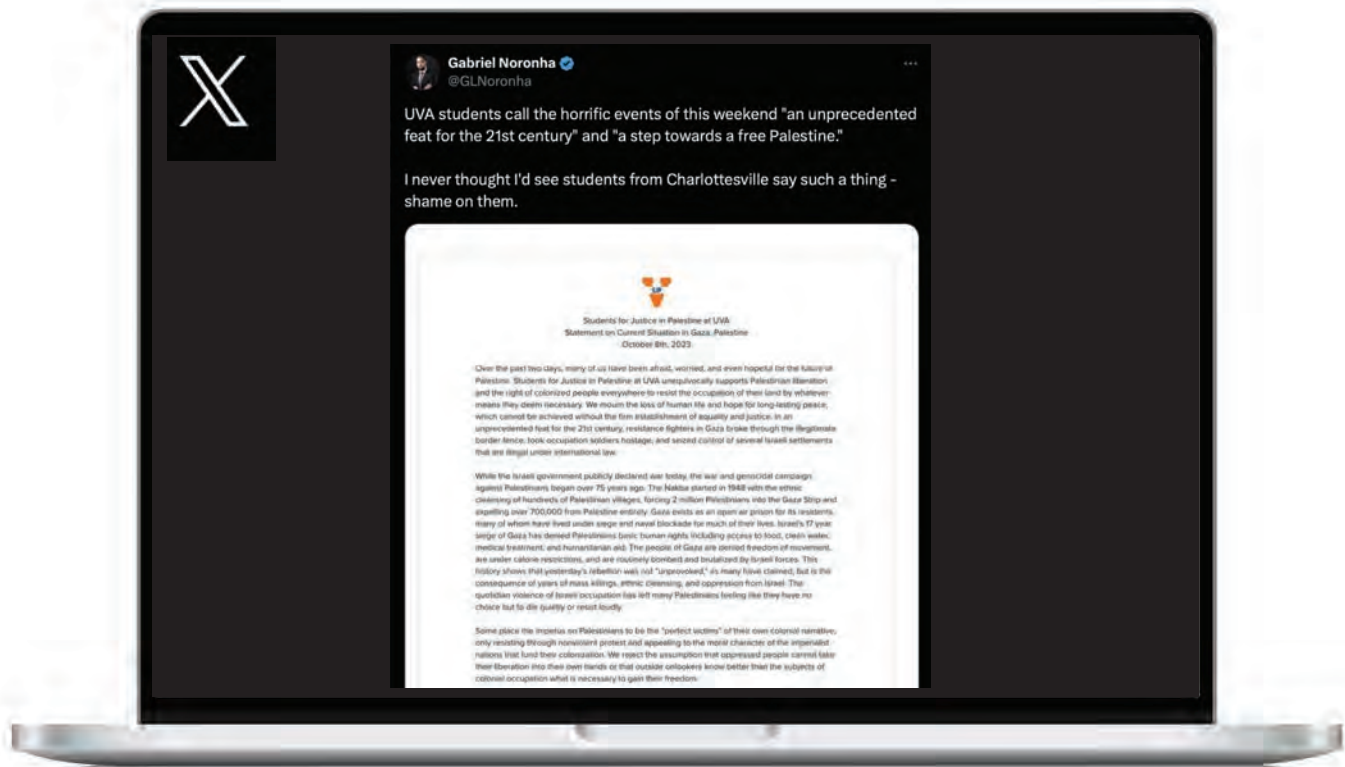 Gabriel Noronha
@GLNoronha
UVA students call the horrific events of this weekend "an unprecedented
feat for the 21st century" and "a step towards a free Palestine."
I never thought I'd see students from Charlottesville say such a thing -
shame on them.
SJP
Students for Justice in Palestine at UVA
Statement on Current Situation in Gaza, Palestine
October 8th, 2023
Over the past two days, many of us have been afraid, worried, and even hopeful for the future of
Palestine. Students for Justice in Palestine at UVA unequivocally supports Palestinian liberation
and the right of colonized people everywhere to resist the occupation of their land by whatever
means they deem necessary. We mourn the loss of human life and hope for long-lasting peace,
which cannot be achieved without the firm establishment of equality and justice. In an
unprecedented feat for the 21st century, resistance fighters in Gaza broke through the illegitimate
border fence, took occupation soldiers hostage, and seized control of several Israeli settlements
that are illegal under international law.
While the Israeli government publicly declared war today, the war and genocidal campaign
against Palestinians began over 75 years ago. The Nakba started in 1948 with the ethnic
cleansing of hundreds of Palestinian villages, forcing 2 million Palestinians into the Gaza Strip and
expelling over 700,000 from Palestine entirely. Gaza exists as an open air prison for its residents,
many of whom have lived under siege and naval blockade for much of their lives. Israel's 17 year
siege of Gaza has denied Palestinians basic human rights including access to food, clean water,
medical treatment, and humanitarian aid. The people of Gaza are denied freedom of movement,
are under calorie restrictions, and are routinely bombed and brutalized by Israeli forces. This
history shows that yesterday's rebellion was not "unprovoked," as many have claimed, but is the
consequence of years of mass killings, ethnic cleansing, and oppression from Israel. The
quotidian violence of Israeli occupation has left many Palestinians feeling like they have no
choice but to die quietly or resist loudly.
Some place the impetus on Palestinians to be the "perfect victims" of their own colonial narrative,
only resisting through nonviolent protest and appealing to the moral character of the imperialist
nations that fund their colonization. We reject the assumption that oppressed people cannot take
their liberation into their own hands or that outside onlookers know better than the subjects of
colonial occupation what is necessary to gain their freedom.